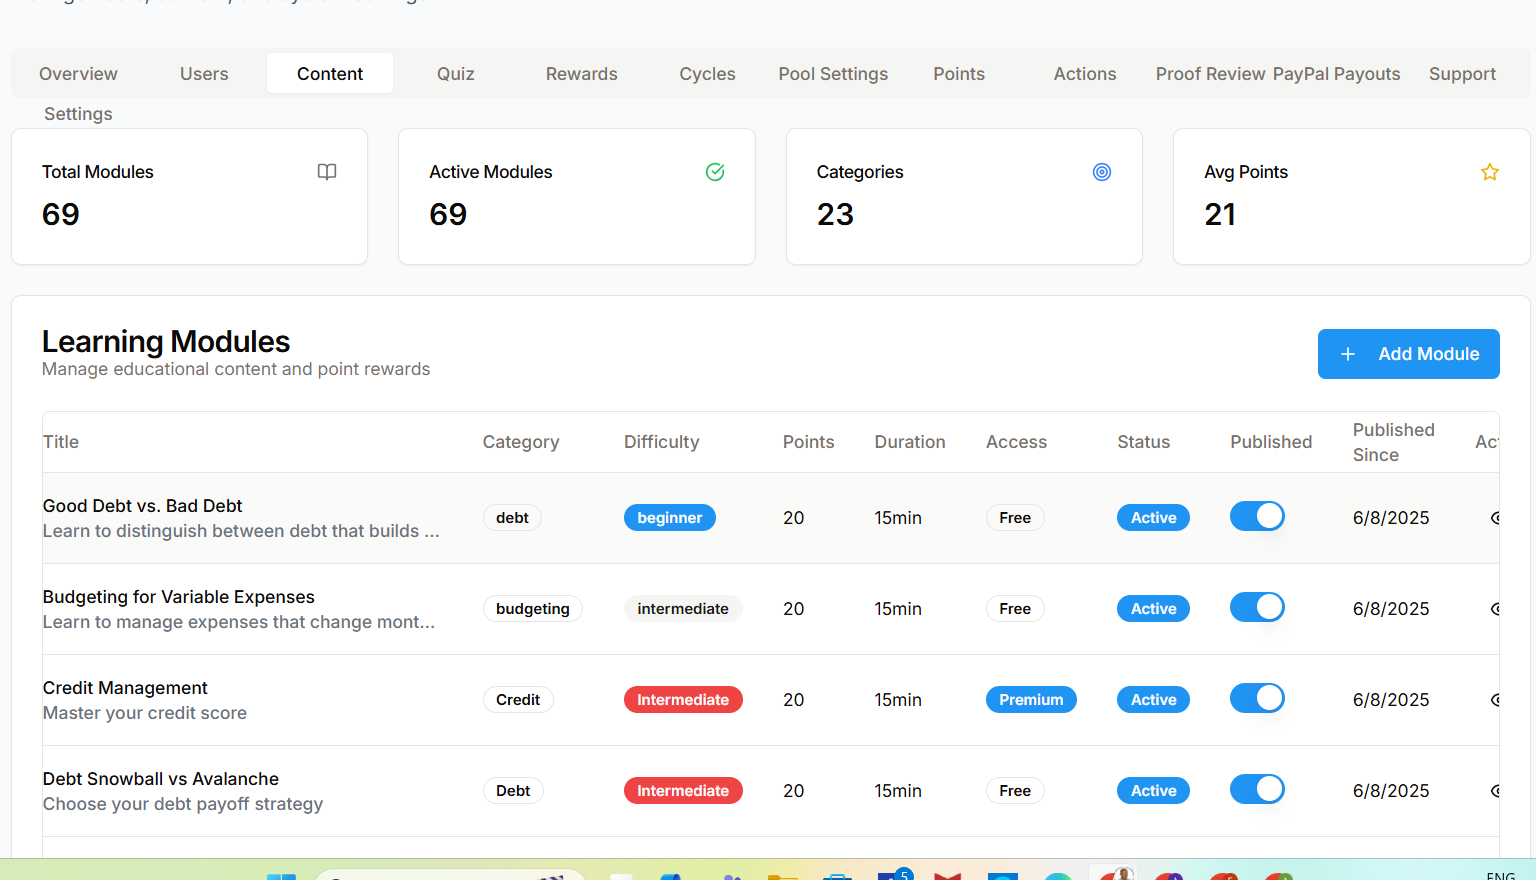 Overview Users Content Quiz Rewards Cycles Pool Settings Points Actions Proof Review PayPal Payouts Support
Settings
Total Modules
69
Active Modules
69
Categories
23
Avg Points
21
Learning Modules
Manage educational content and point rewards
+ Add Module
Title Category Difficulty Points Duration Access Status Published Published Since
Good Debt vs. Bad Debt
Learn to distinguish between debt that builds ...
debt beginner 20 15min Free Active 6/8/2025
Budgeting for Variable Expenses
Learn to manage expenses that change mont...
budgeting intermediate 20 15min Free Active 6/8/2025
Credit Management
Master your credit score
Credit Intermediate 20 15min Premium Active 6/8/2025
Debt Snowball vs Avalanche
Choose your debt payoff strategy
Debt Intermediate 20 15min Free Active 6/8/2025
5
ENG